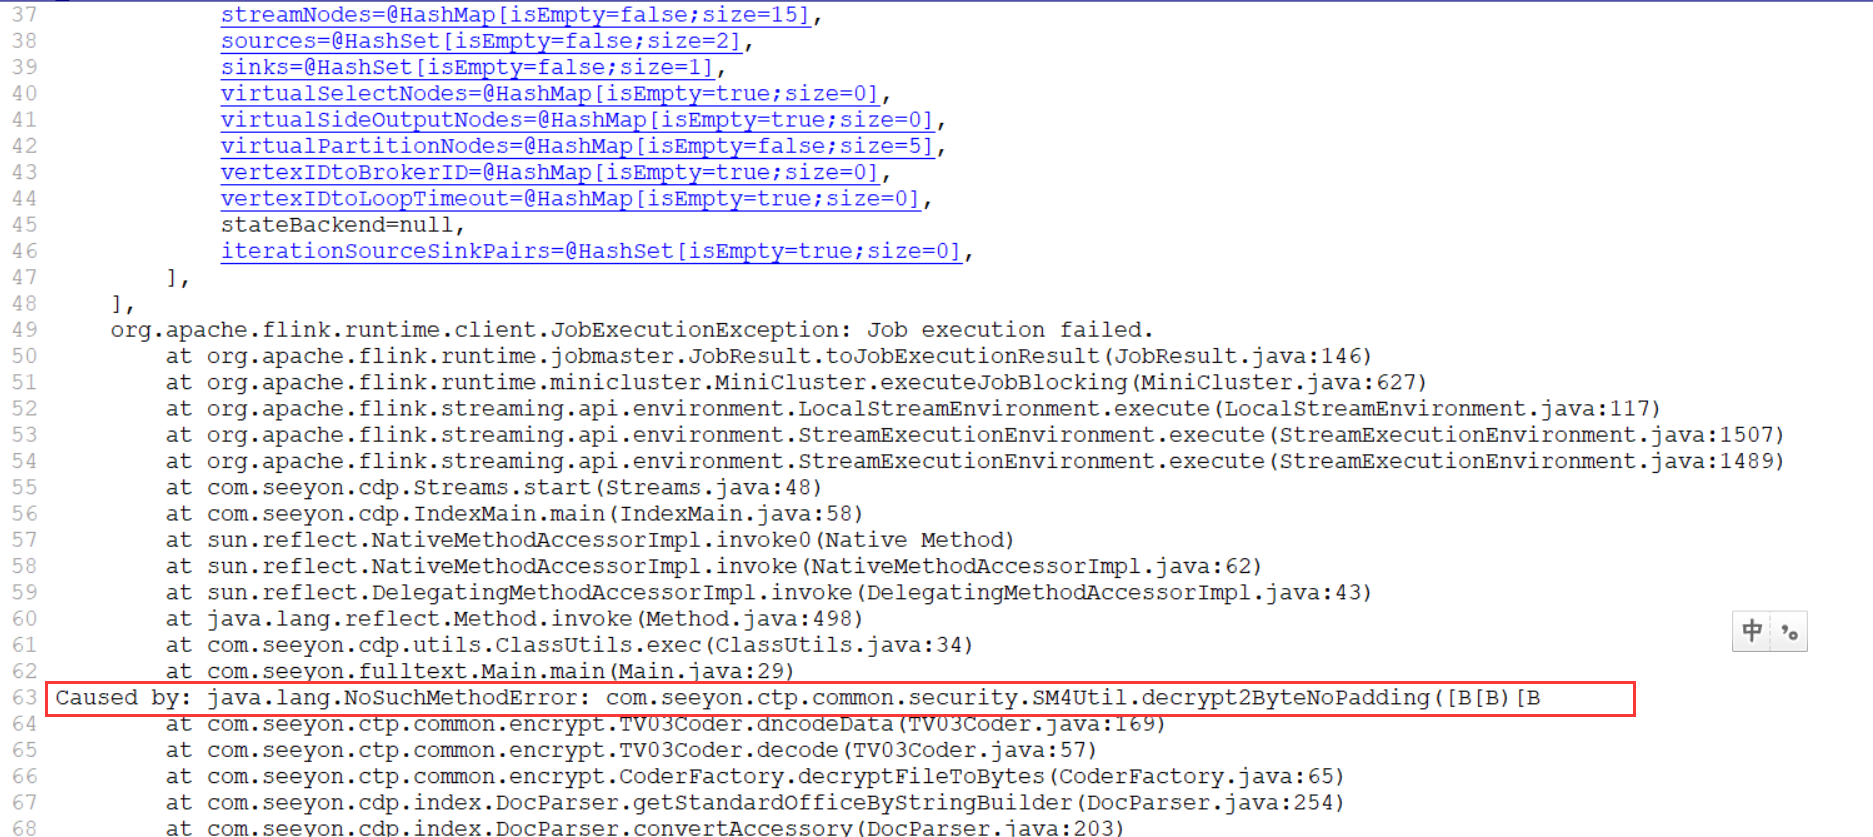 37 streamNodes=@HashMap[isEmpty=false;size=15],
38 sources=@HashSet[isEmpty=false;size=2],
39 sinks=@HashSet[isEmpty=false;size=1],
40 virtualSelectNodes=@HashMap[isEmpty=true;size=0],
41 virtualSideOutputNodes=@HashMap[isEmpty=true;size=0],
42 virtualPartitionNodes=@HashMap[isEmpty=false;size=5],
43 vertexIDtoBrokerID=@HashMap[isEmpty=true;size=0],
44 vertexIDtoLoopTimeout=@HashMap[isEmpty=true;size=0],
45 stateBackend=null,
46 iterationSourceSinkPairs=@HashSet[isEmpty=true;size=0],
47 ],
48 ],
49 org.apache.flink.runtime.client.JobExecutionException: Job execution failed.
50 at org.apache.flink.runtime.jobmaster.JobResult.toJobExecutionResult(JobResult.java:146)
51 at org.apache.flink.runtime.minicluster.MiniCluster.executeJobBlocking(MiniCluster.java:627)
52 at org.apache.flink.streaming.api.environment.LocalStreamEnvironment.execute(LocalStreamEnvironment.java:117)
53 at org.apache.flink.streaming.api.environment.StreamExecutionEnvironment.execute(StreamExecutionEnvironment.java:1507)
54 at org.apache.flink.streaming.api.environment.StreamExecutionEnvironment.execute(StreamExecutionEnvironment.java:1489)
55 at com.seeyon.cdp.Streams.start(Streams.java:48)
56 at com.seeyon.cdp.IndexMain.main(IndexMain.java:58)
57 at sun.reflect.NativeMethodAccessorImpl.invoke0(Native Method)
58 at sun.reflect.NativeMethodAccessorImpl.invoke(NativeMethodAccessorImpl.java:62)
59 at sun.reflect.DelegatingMethodAccessorImpl.invoke(DelegatingMethodAccessorImpl.java:43)
60 at java.lang.reflect.Method.invoke(Method.java:498)
61 at com.seeyon.cdp.utils.ClassUtils.exec(ClassUtils.java:34)
中 ,。
62 at com.seeyon.fulltext.Main.main(Main.java:29)
63 Caused by: java.lang.NoSuchMethodError: com.seeyon.ctp.common.security.SM4Util.decrypt2ByteNoPadding([B[B)[B
64 at com.seeyon.ctp.common.encrypt.TV03Coder.dncodeData(TV03Coder.java:169)
65 at com.seeyon.ctp.common.encrypt.TV03Coder.decode(TV03Coder.java:57)
66 at com.seeyon.ctp.common.encrypt.CoderFactory.decryptFileToBytes(CoderFactory.java:65)
67 at com.seeyon.cdp.index.DocParser.getStandardOfficeByStringBuilder(DocParser.java:254)
68 at com.seeyon.cdp.index.DocParser.convertAccessory(DocParser.java:203)